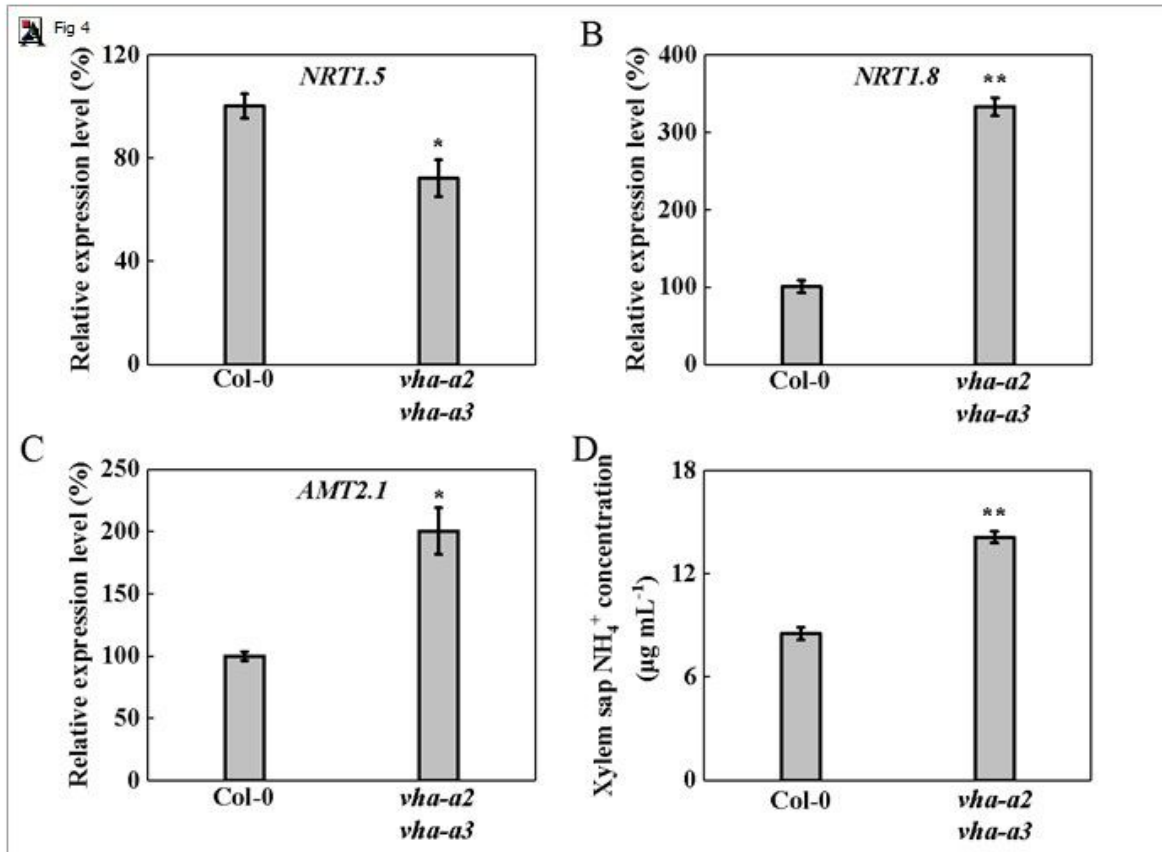 Fig 4
A
Relative expression level (%)
120
80
40
0
NRT1.5
*
Col-0
vha-a2
vha-a3
B
Relative expression level (%)
400
300
200
100
0
NRT1.8
**
Col-0
vha-a2
vha-a3
C
Relative expression level (%)
250
200
150
100
50
0
AMT2.1
*
Col-0
vha-a2
vha-a3
D
Xylem sap NH₄⁺ concentration
(µg mL⁻¹)
18
12
6
0
**
Col-0
vha-a2
vha-a3